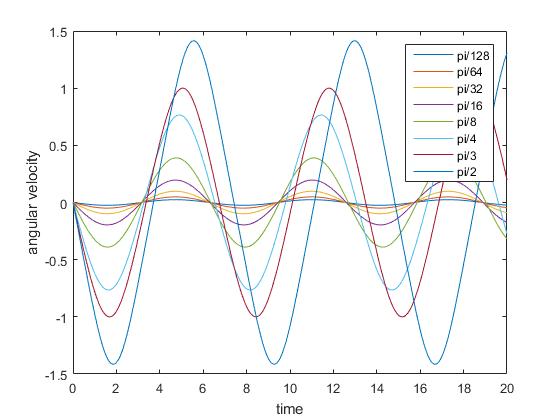 1.5
1
0.5
0
-0.5
-1
-1.5
angular velocity
pi/128
pi/64
pi/32
pi/16
pi/8
pi/4
pi/3
pi/2
0 2 4 6 8 10 12 14 16 18 20
time